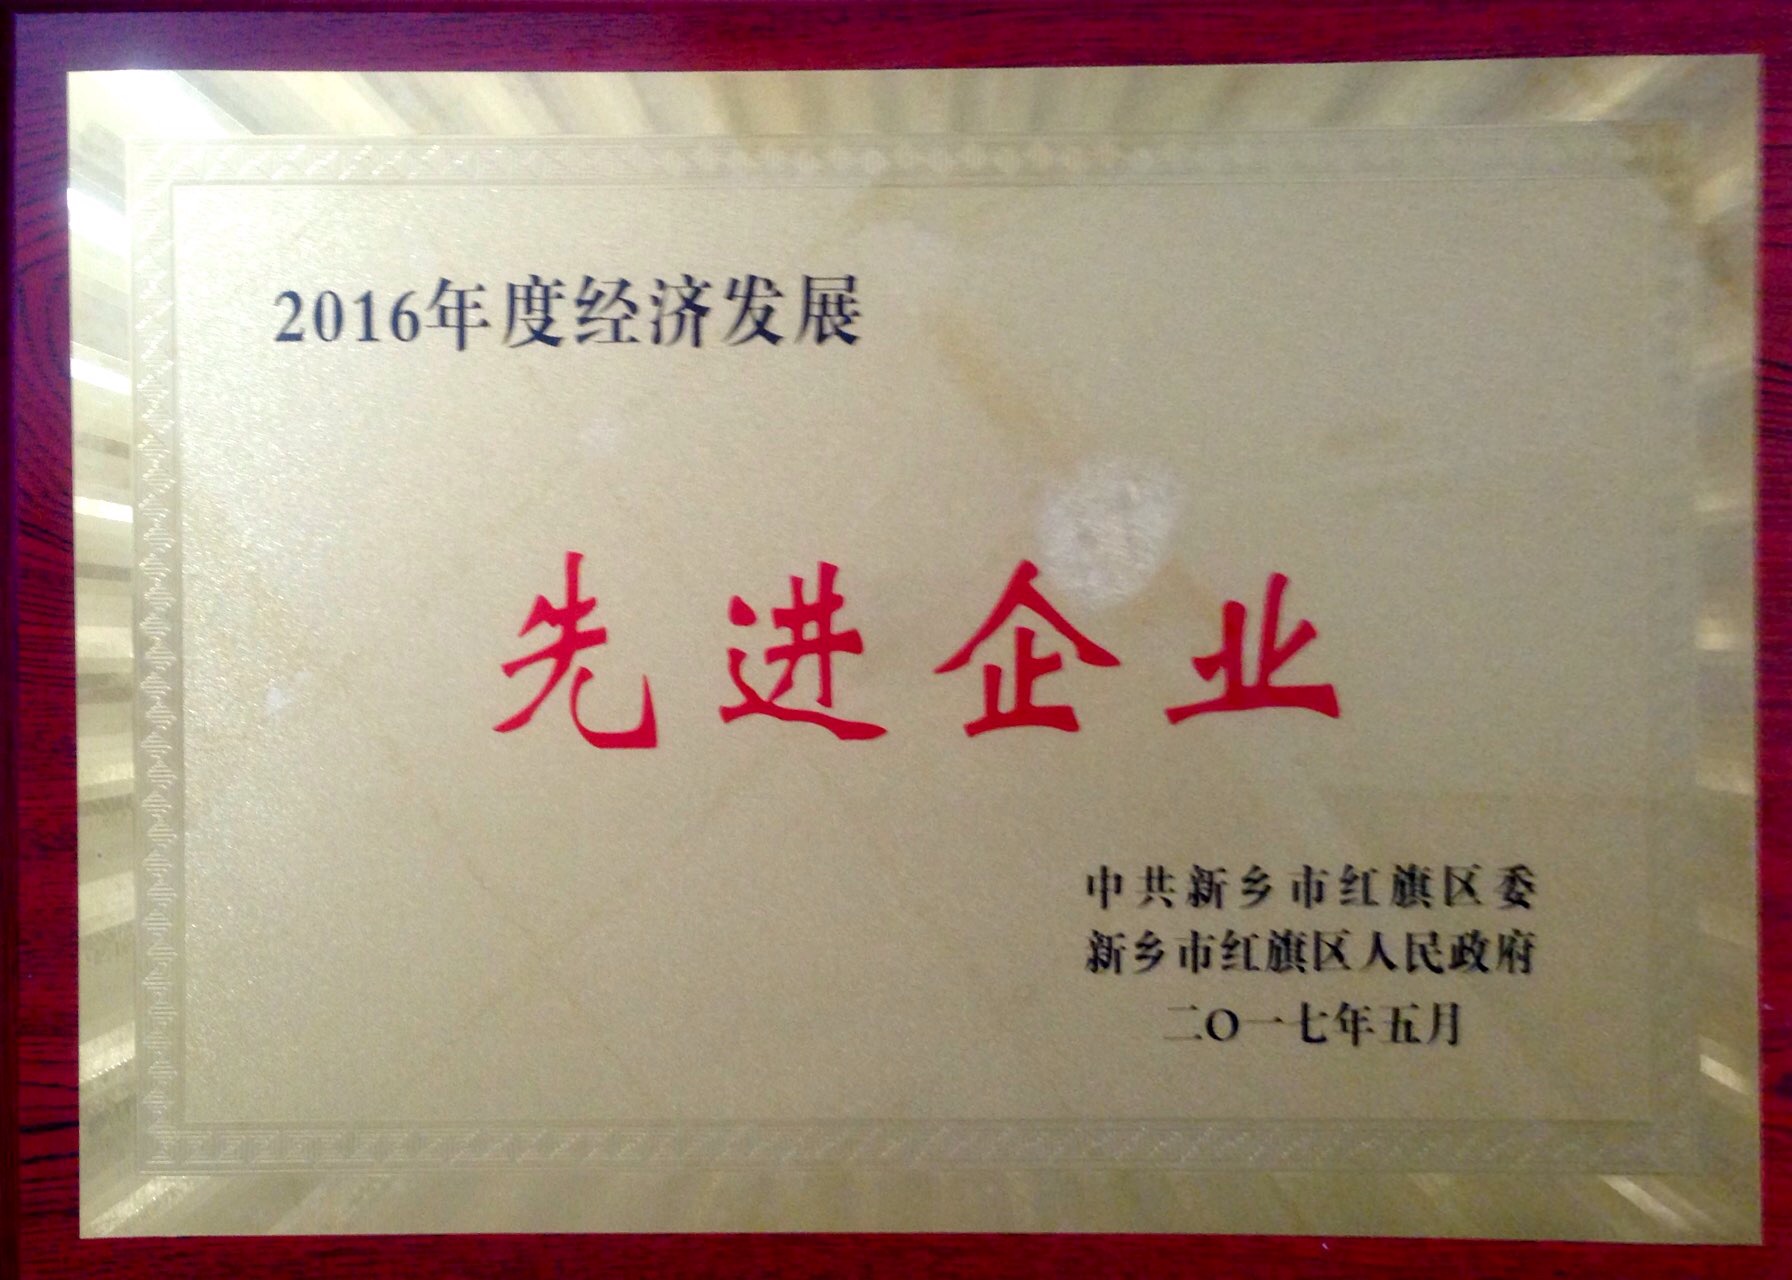 2016年度经济发展
先进企业
中共新乡市红旗区委
新乡市红旗区人民政府
二〇一七年五月